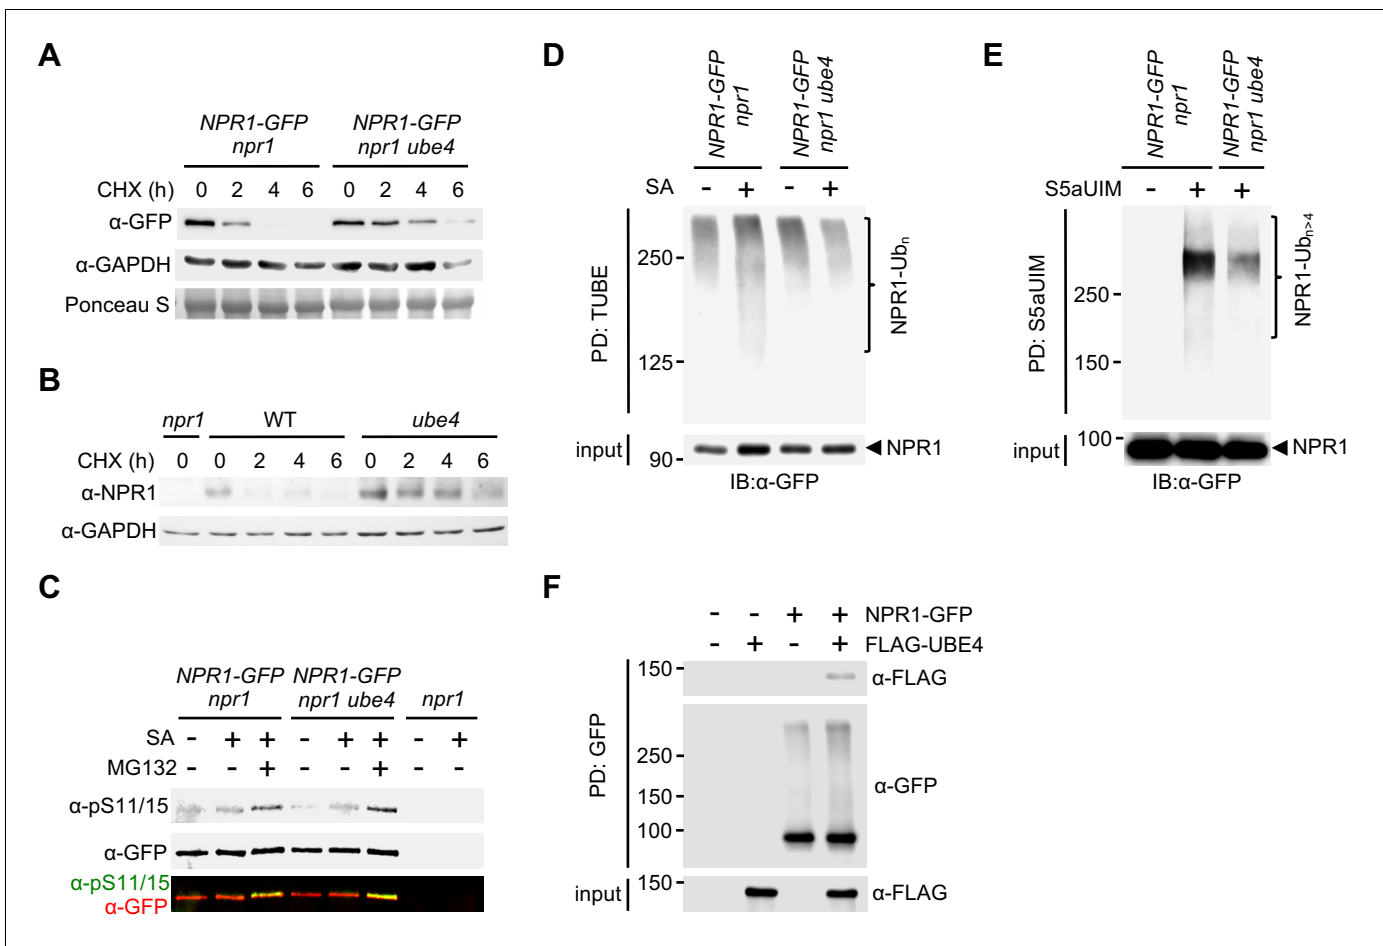 A
NPR1-GFP npr1
NPR1-GFP npr1 ube4
CHX (h) 0 2 4 6 0 2 4 6
α-GFP
α-GAPDH
Ponceau S
B
npr1 WT ube4
CHX (h) 0 0 2 4 6 0 2 4 6
α-NPR1
α-GAPDH
C
NPR1-GFP npr1
NPR1-GFP npr1 ube4
npr1
SA - + + - + + - +
MG132 - - + - - + - -
α-pS11/15
α-GFP
α-pS11/15
α-GFP
D
NPR1-GFP npr1
NPR1-GFP npr1 ube4
SA - + - +
PD: TUBE
250
125
NPR1-Ubn
input
90
NPR1
IB:α-GFP
E
NPR1-GFP npr1
NPR1-GFP npr1 ube4
S5aUIM - + +
PD: S5aUIM
250
150
NPR1-Ubn>4
input
100
NPR1
IB:α-GFP
F
- - + + NPR1-GFP
- + - + FLAG-UBE4
PD: GFP
150
α-FLAG
250
150
100
α-GFP
input
150
α-FLAG